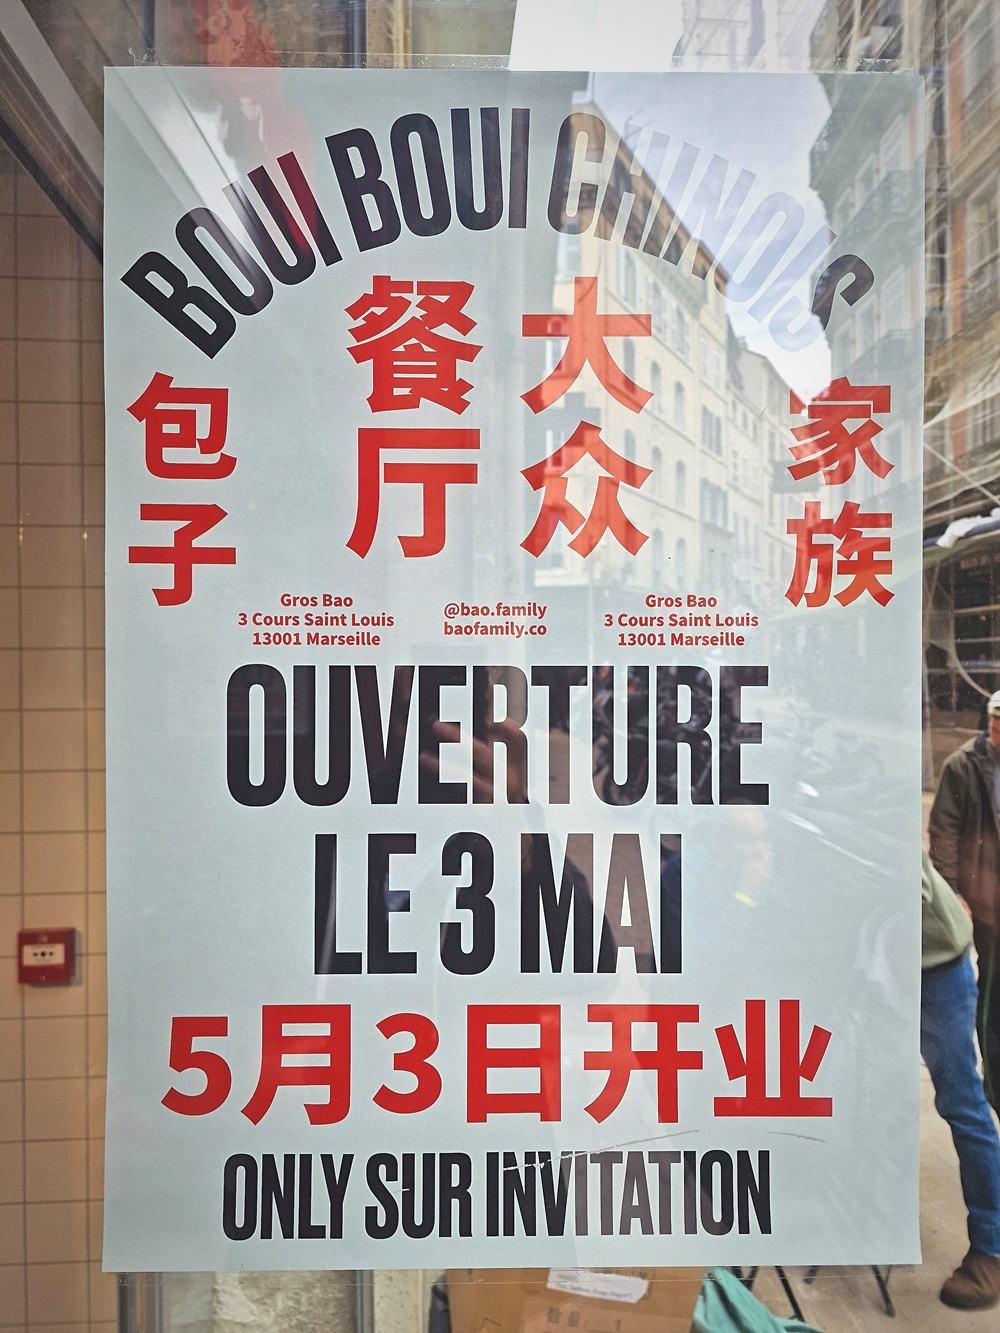 BOUI BOUI CHINOIS
包子
餐厅
大众
家族
Gros Bao
3 Cours Saint Louis
13001 Marseille
@bao.family
baofamily.co
Gros Bao
3 Cours Saint Louis
13001 Marseille
OUVERTURE
LE 3 MAI
5月3日开业
ONLY SUR INVITATION